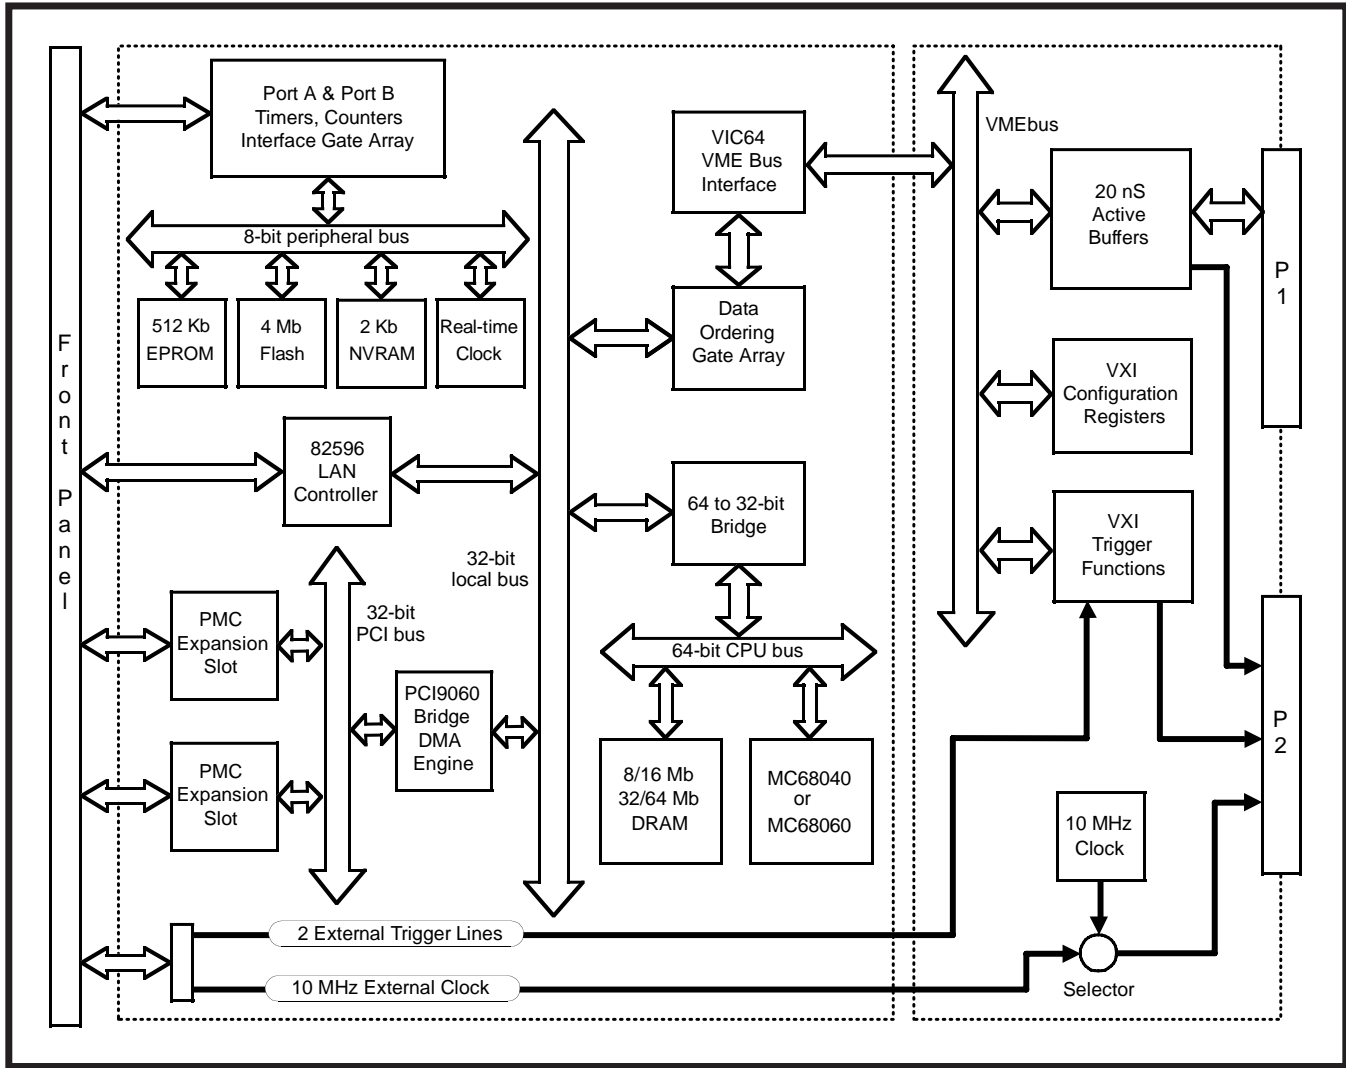 Front Panel
Port A & Port B
Timers, Counters
Interface Gate Array
8-bit peripheral bus
512 Kb
EPROM
4 Mb
Flash
2 Kb
NVRAM
Real-time
Clock
82596
LAN
Controller
32-bit
local bus
32-bit
PCI bus
PMC
Expansion
Slot
PMC
Expansion
Slot
PCI9060
Bridge
DMA
Engine
VIC64
VME Bus
Interface
Data
Ordering
Gate Array
64 to 32-bit
Bridge
64-bit CPU bus
8/16 Mb
32/64 Mb
DRAM
MC68040
or
MC68060
2 External Trigger Lines
10 MHz External Clock
VMEbus
20 nS
Active
Buffers
VXI
Configuration
Registers
VXI
Trigger
Functions
10 MHz
Clock
Selector
P1
P2